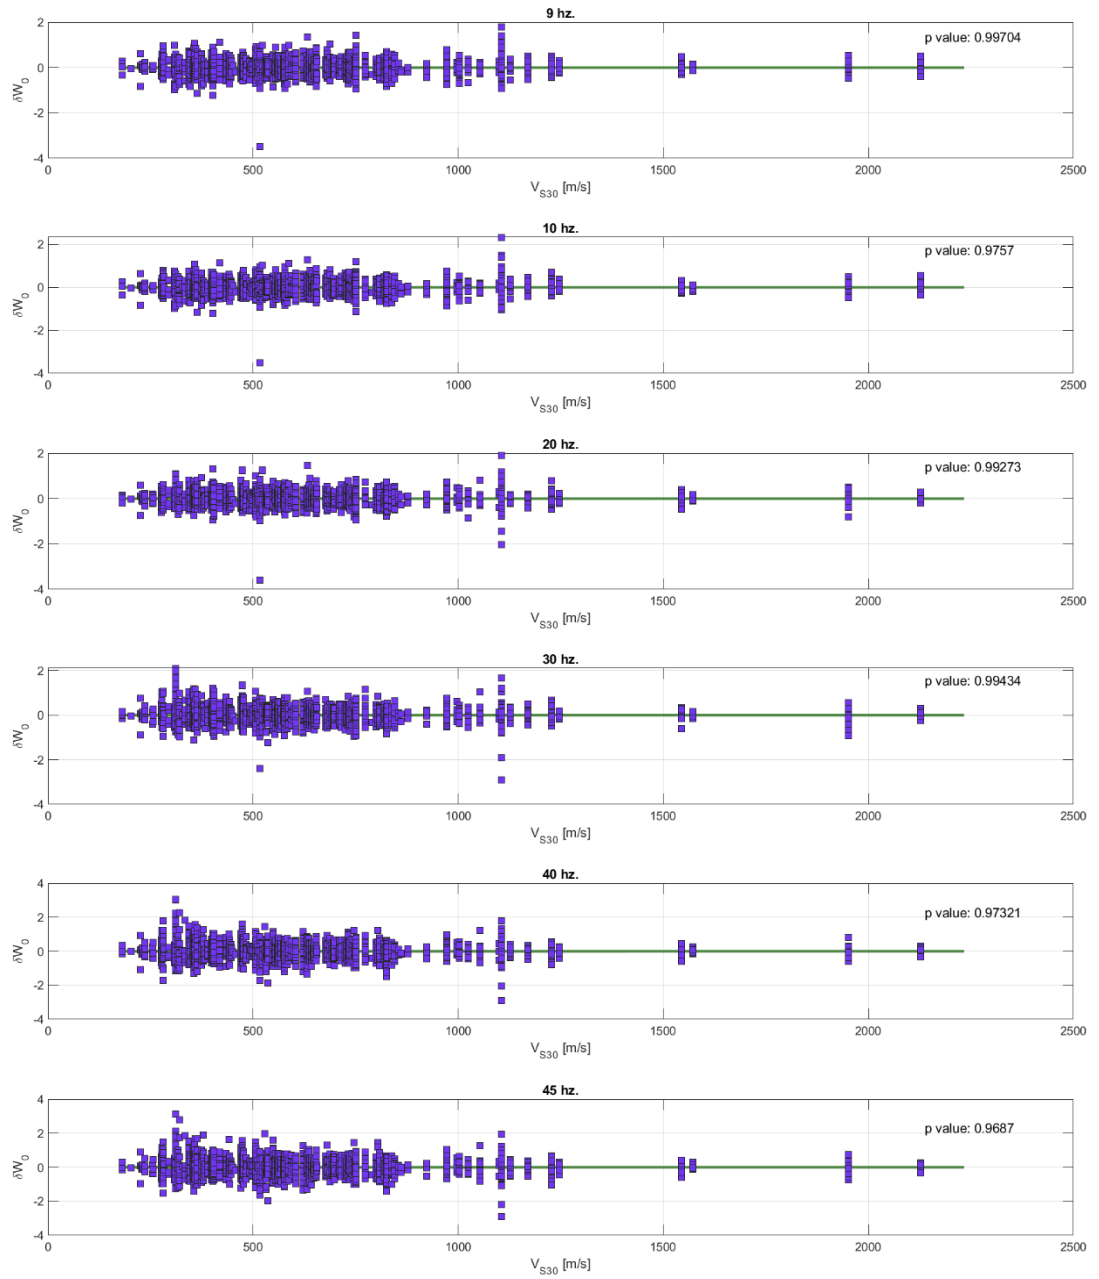 9 hz.
2
p value: 0.99704
0
δW0
-2
-4
0 500 1000 1500 2000 2500
VS30 [m/s]
10 hz.
2
p value: 0.9757
0
δW0
-2
-4
0 500 1000 1500 2000 2500
VS30 [m/s]
20 hz.
2
p value: 0.99273
0
δW0
-2
-4
0 500 1000 1500 2000 2500
VS30 [m/s]
30 hz.
2
p value: 0.99434
0
δW0
-2
-4
0 500 1000 1500 2000 2500
VS30 [m/s]
40 hz.
4
2
p value: 0.97321
0
δW0
-2
-4
0 500 1000 1500 2000 2500
VS30 [m/s]
45 hz.
4
2
p value: 0.9687
0
δW0
-2
-4
0 500 1000 1500 2000 2500
VS30 [m/s]